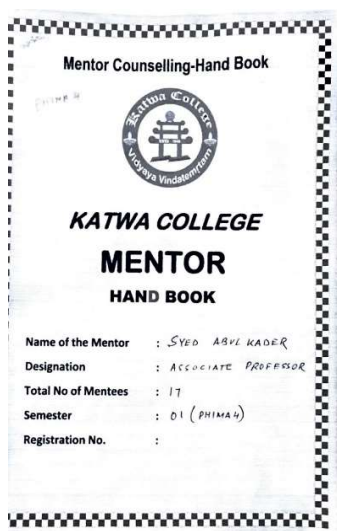 Mentor Counselling-Hand Book
PHIMA 4
Katwa College
Vidyaya Vindatemrtam
KATWA COLLEGE
MENTOR
HAND BOOK
Name of the Mentor : SYED ABUL KADER
Designation : ASSOCIATE PROFESSOR
Total No of Mentees : 17
Semester : 01 (PHIMA4)
Registration No. :